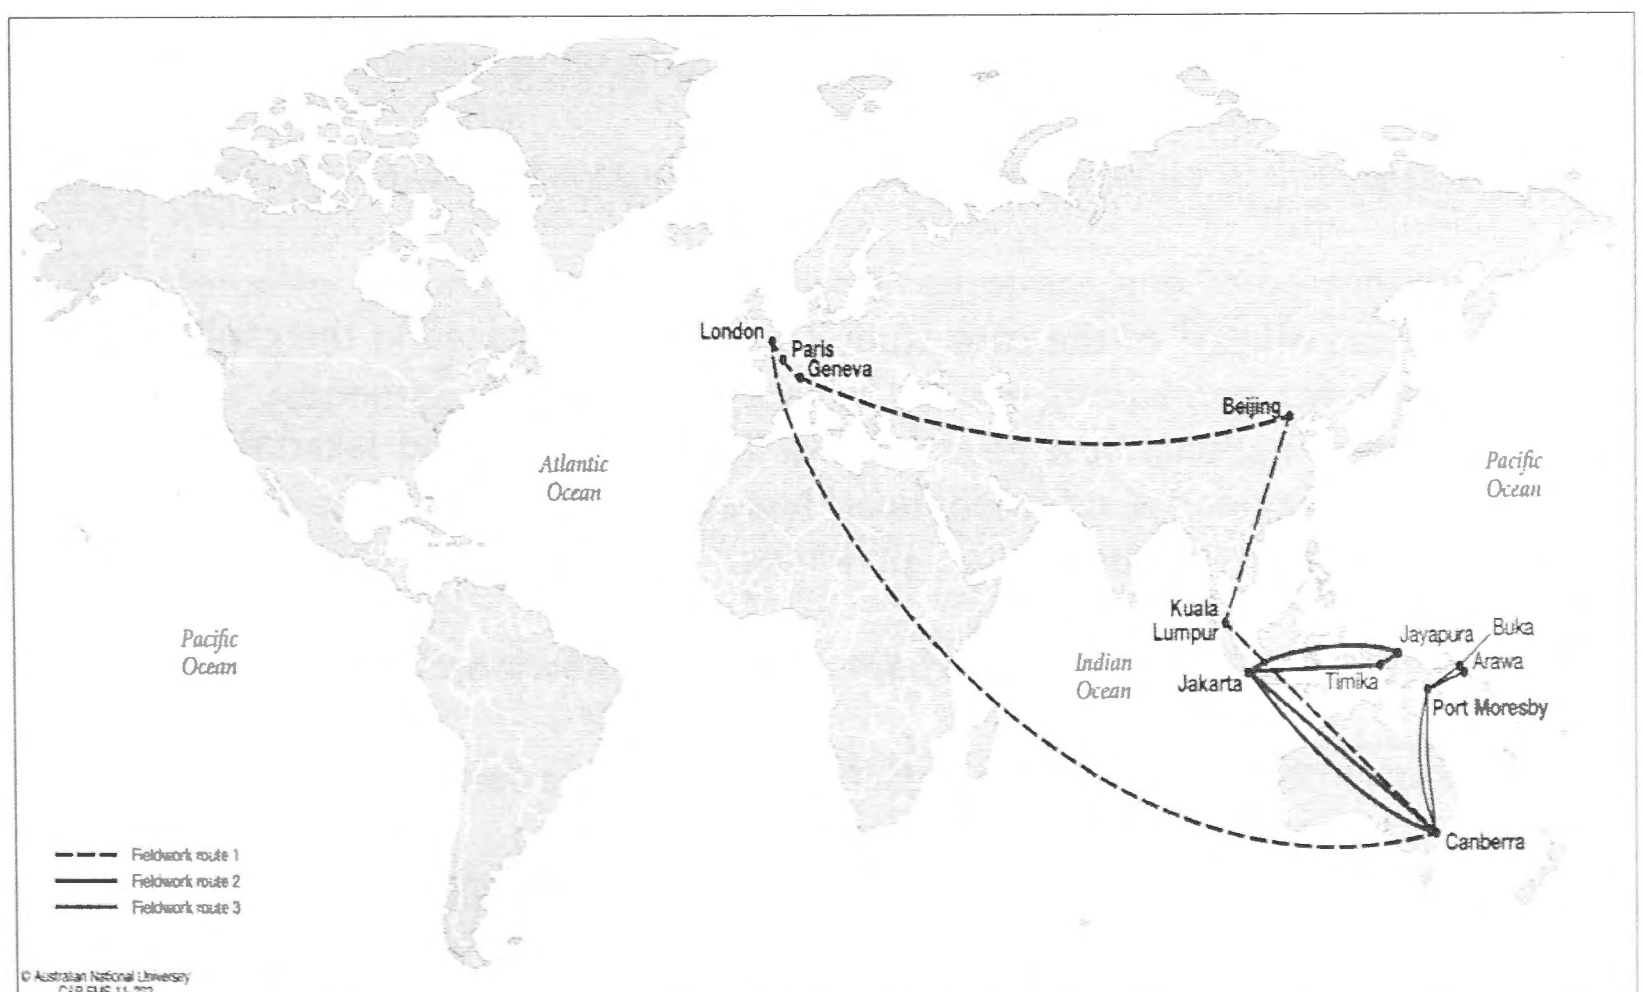 London
Paris
Geneva
Beijing
Atlantic
Ocean
Pacific
Ocean
Kuala
Lumpur
Pacific
Ocean
Indian
Ocean
Jayapura
Buka
Arawa
Jakarta
Timika
Port Moresby
Canberra
Fieldwork route 1
Fieldwork route 2
Fieldwork route 3
© Australian National University